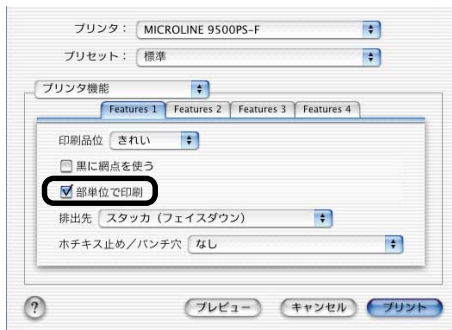 プリンタ： MICROLINE 9500PS-F
プリセット： 標準
プリンタ機能
Features 1 Features 2 Features 3 Features 4
印刷品位 きれい
黒に網点を使う
部単位で印刷
排出先 スタッカ（フェイスダウン）
ホチキス止め／パンチ穴 なし
? プレビュー キャンセル プリント